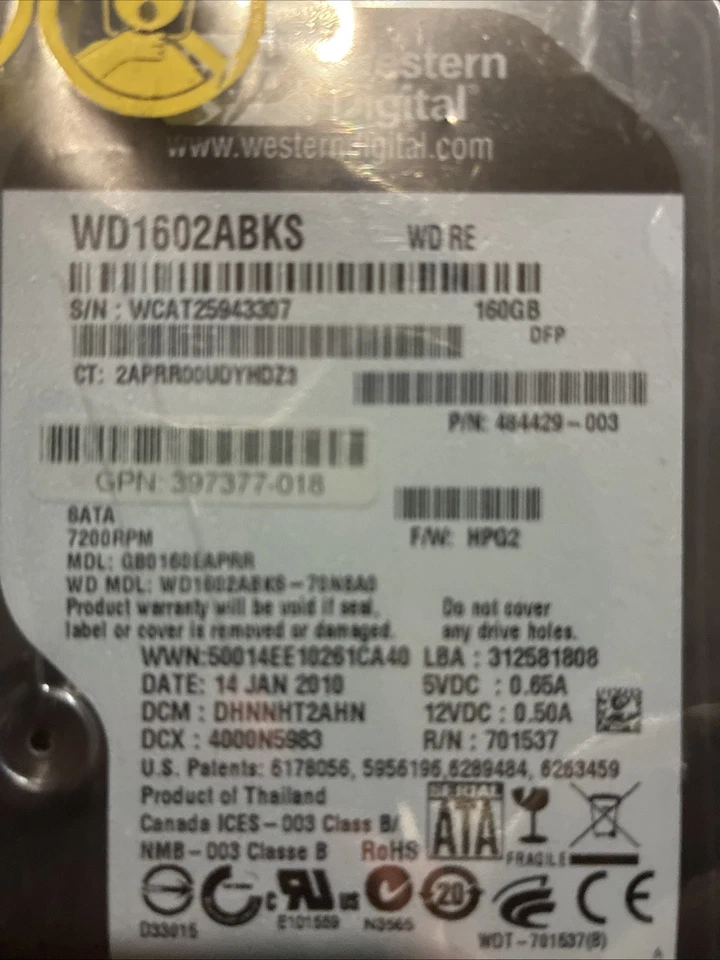 Western
Digital®
www.westerndigital.com
WD1602ABKS WD RE
S/N : WCAT25943307 160GB
DFP
CT: 2APRR00UDYHDZ3
P/N: 484429-003
GPN: 397377-018
SATA
7200RPM F/W: HPG2
MDL: GB0160EAPRR
WD MDL:
Product warranty will be void if seal, Do not cover
label or cover is removed or damaged. any drive holes.
WWN:50014EE10261CA40 LBA : 312581808
DATE: 14 JAN 2010 5VDC : 0.65A
DCM : DHNNHT2AHN 12VDC : 0.50A
DCX : 4000N5983 R/N : 701537
U.S. Patents: 6178056, 5956196,6289484, 6263459
Product of Thailand SERIAL
Canada ICES-003 Class B/ ATA
NMB-003 Classe B RoHS FRAGILE
20 CE
D33015 E101559 N3565
WDT-701537(B)
A